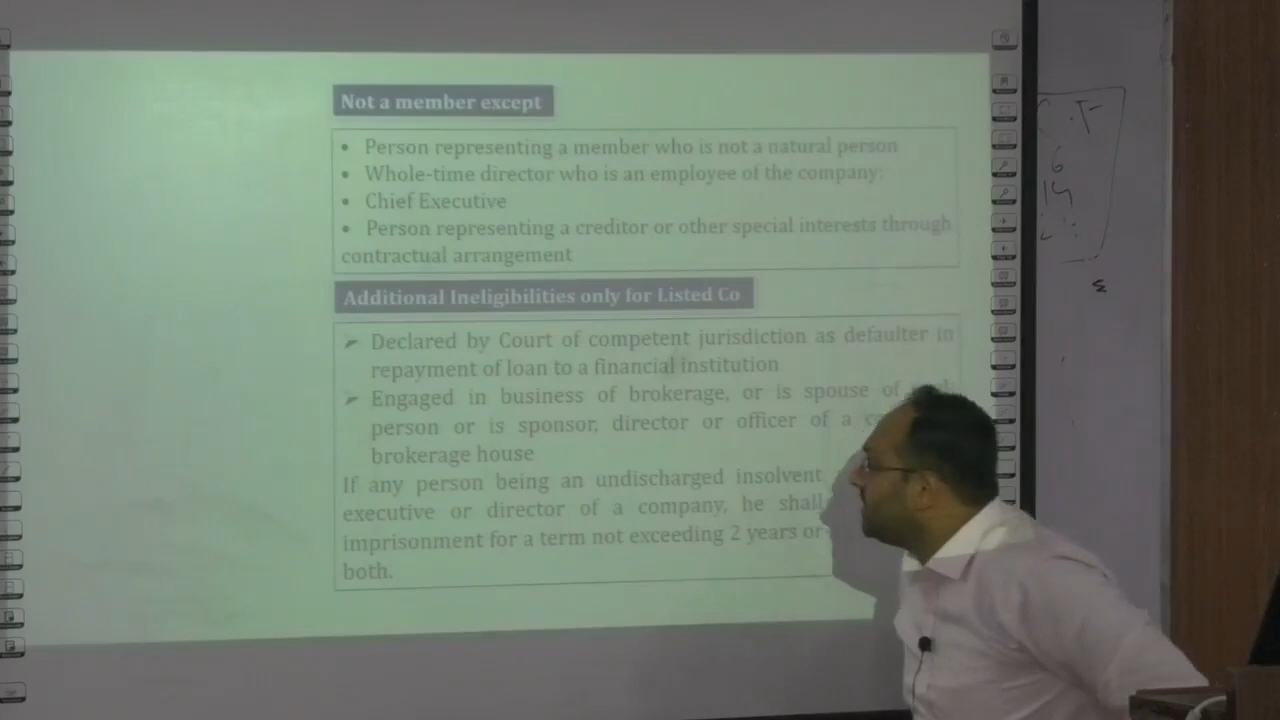 Not a member except
• Person representing a member who is not a natural person
• Whole-time director who is an employee of the company;
• Chief Executive
• Person representing a creditor or other special interests through
contractual arrangement
Additional Ineligibilities only for Listed Co
➢ Declared by Court of competent jurisdiction as defaulter in
repayment of loan to a financial institution
➢ Engaged in business of brokerage, or is spouse of
person or is sponsor, director or officer of a
brokerage house
If any person being an undischarged insolvent
executive or director of a company, he shall
imprisonment for a term not exceeding 2 years or
both.